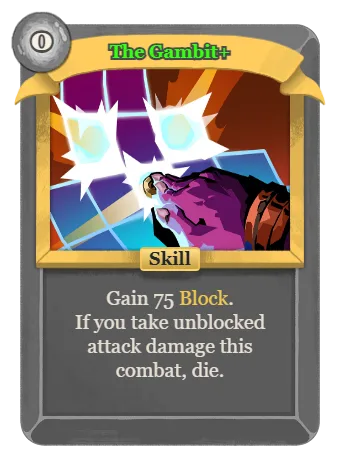 0
The Gambit+
Skill
Gain 75 Block.
If you take unblocked
attack damage this
combat, die.